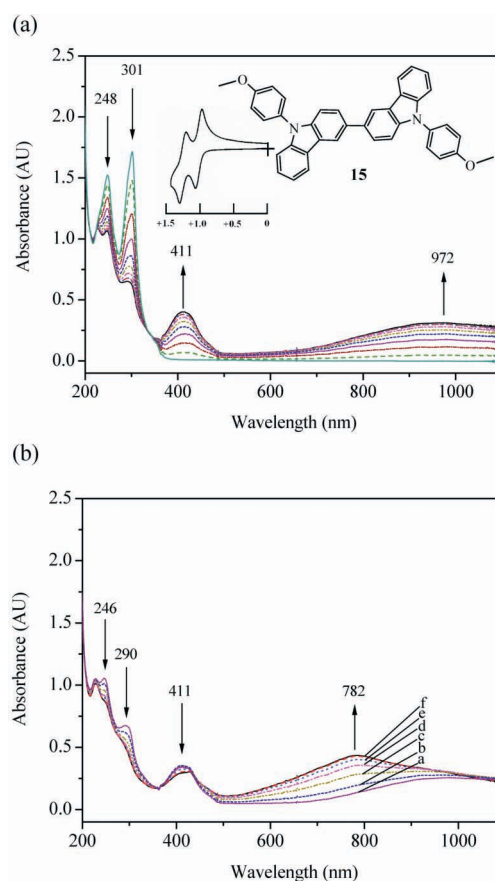 (a)
2.5
2.0
1.5
1.0
0.5
0.0
Absorbance (AU)
248
301
411
972
O
N
N
O
15
+1.5 +1.0 +0.5 0
200 400 600 800 1000
Wavelength (nm)
(b)
2.5
2.0
1.5
1.0
0.5
0.0
Absorbance (AU)
246
290
411
782
f
e
d
c
b
a
200 400 600 800 1000
Wavelength (nm)